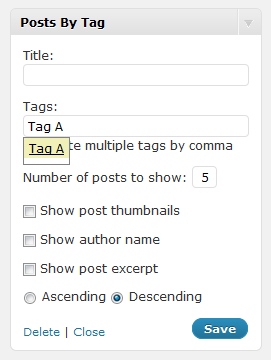 Posts By Tag
Title:
Tags:
Tag A
Tag A te multiple tags by comma
Number of posts to show: 5
Show post thumbnails
Show author name
Show post excerpt
Ascending Descending
Delete | Close Save